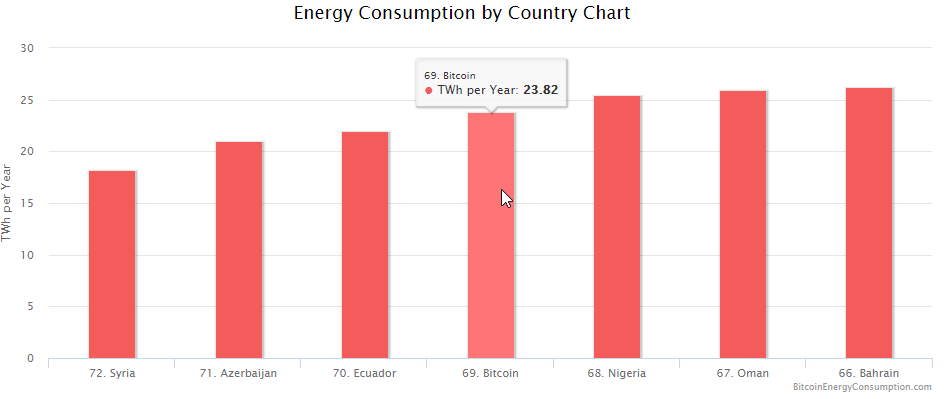 Energy Consumption by Country Chart
30
25
20
15
10
5
0
TWh per Year
69. Bitcoin
● TWh per Year: 23.82
72. Syria
71. Azerbaijan
70. Ecuador
69. Bitcoin
68. Nigeria
67. Oman
66. Bahrain
BitcoinEnergyConsumption.com